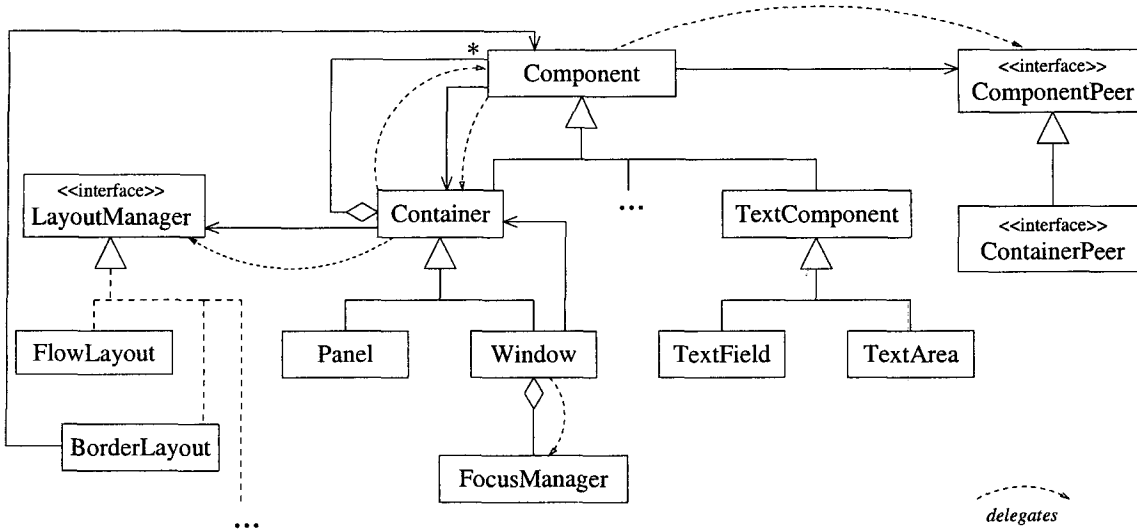 *
Component
<<interface>>
ComponentPeer
<<interface>>
LayoutManager
Container
...
TextComponent
<<interface>>
ContainerPeer
FlowLayout
Panel
Window
TextField
TextArea
BorderLayout
FocusManager
...
delegates